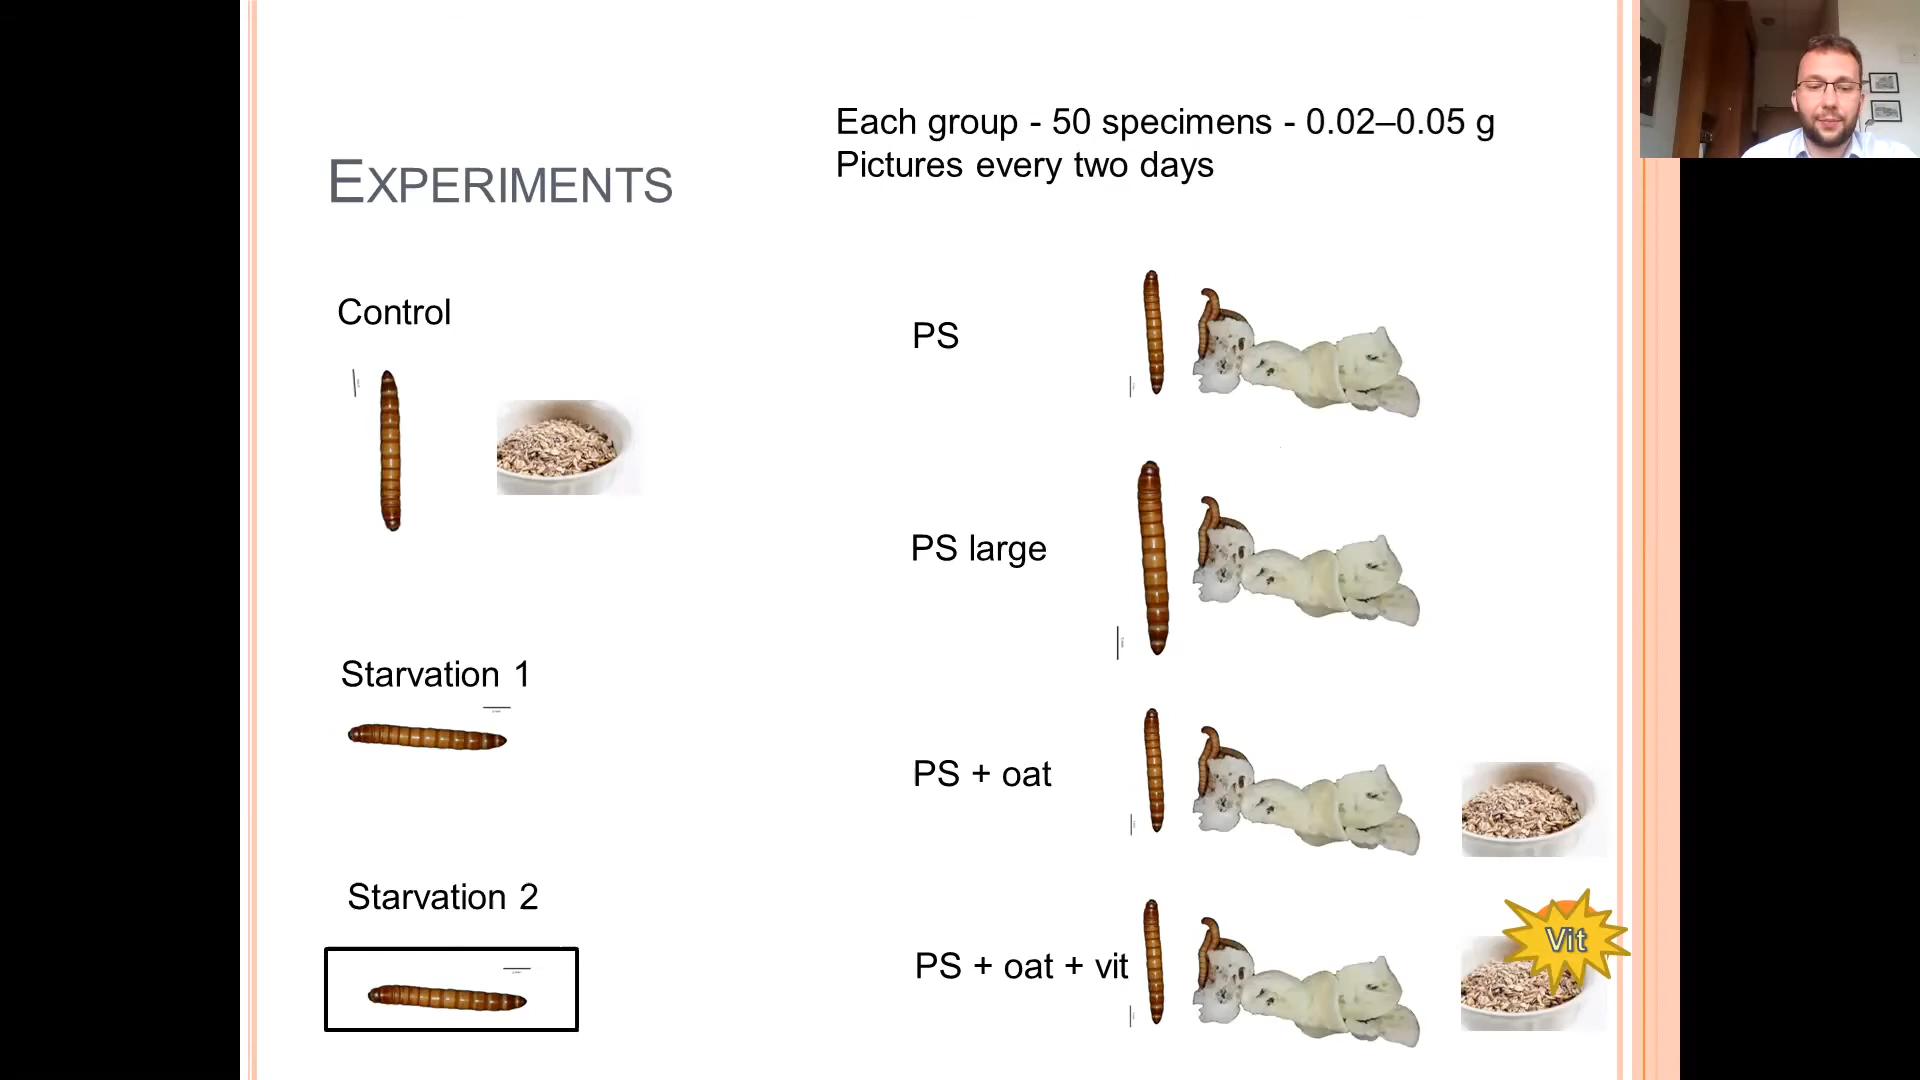 EXPERIMENTS
Each group - 50 specimens - 0.02–0.05 g
Pictures every two days
Control
Starvation 1
Starvation 2
PS
PS large
PS + oat
PS + oat + vit
Vit